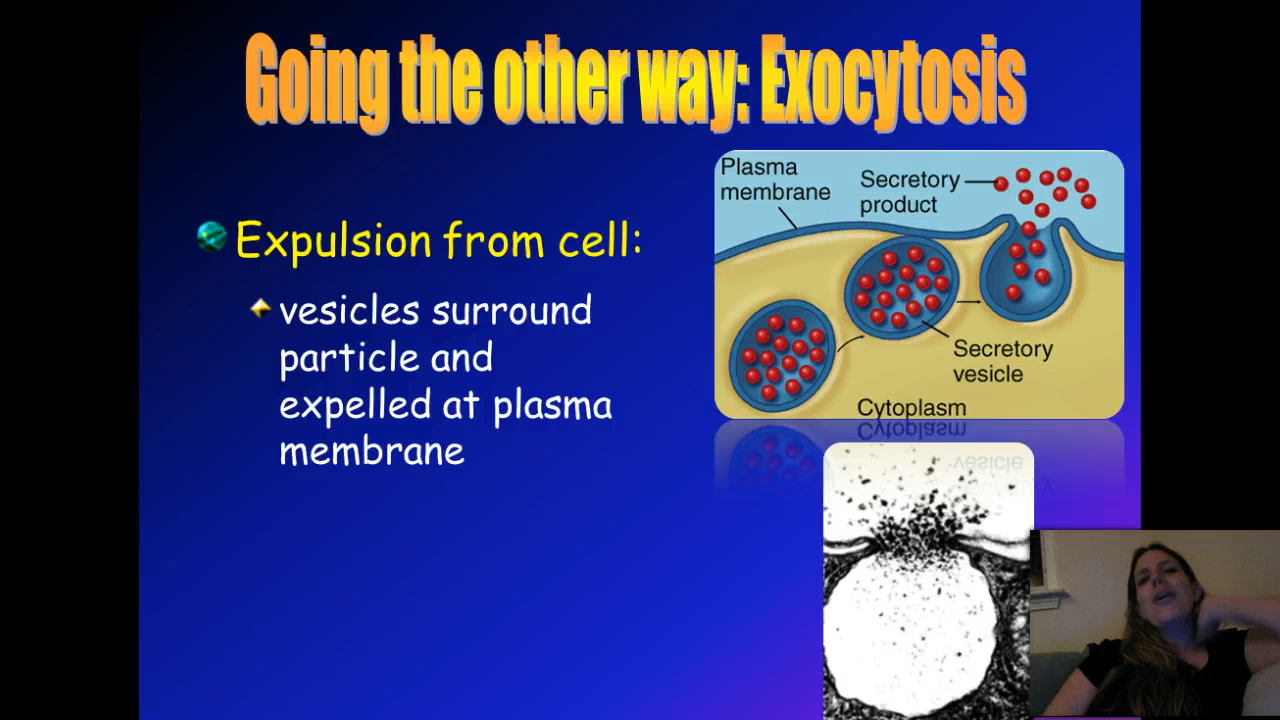 Going the other way: Exocytosis
Expulsion from cell:
vesicles surround
particle and
expelled at plasma
membrane
Plasma
membrane
Secretory
product
Secretory
vesicle
Cytoplasm